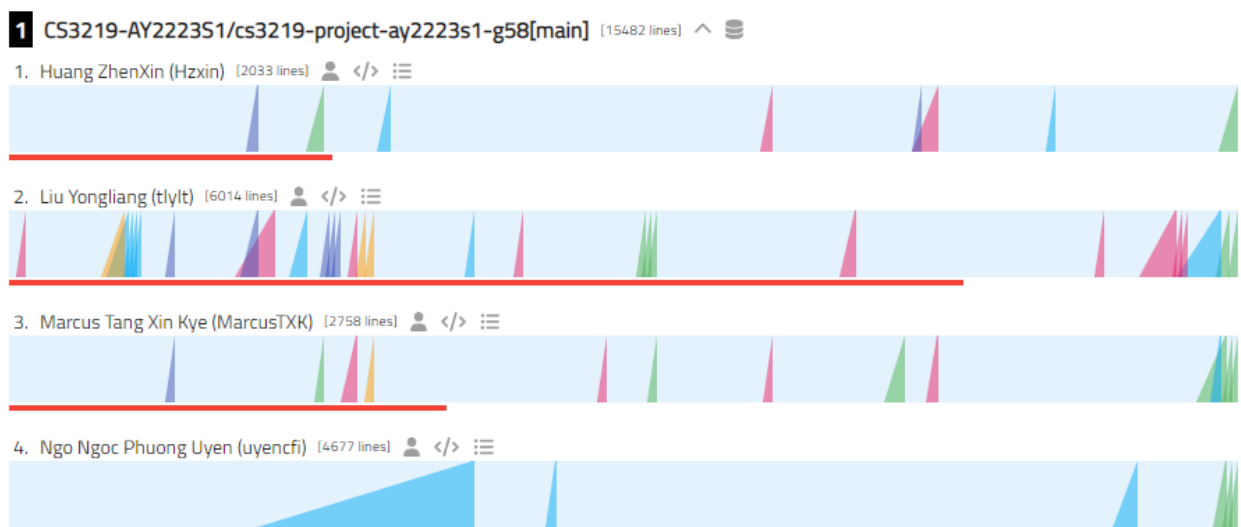 1 CS3219-AY2223S1/cs3219-project-ay2223s1-g58[main] [15482 lines]
1. Huang ZhenXin (Hzxin) [2033 lines] </>
2. Liu Yongliang (tlylt) [6014 lines] </>
3. Marcus Tang Xin Kye (MarcusTXK) [2758 lines] </>
4. Ngo Ngoc Phuong Uyen (uyencfi) [4677 lines] </>